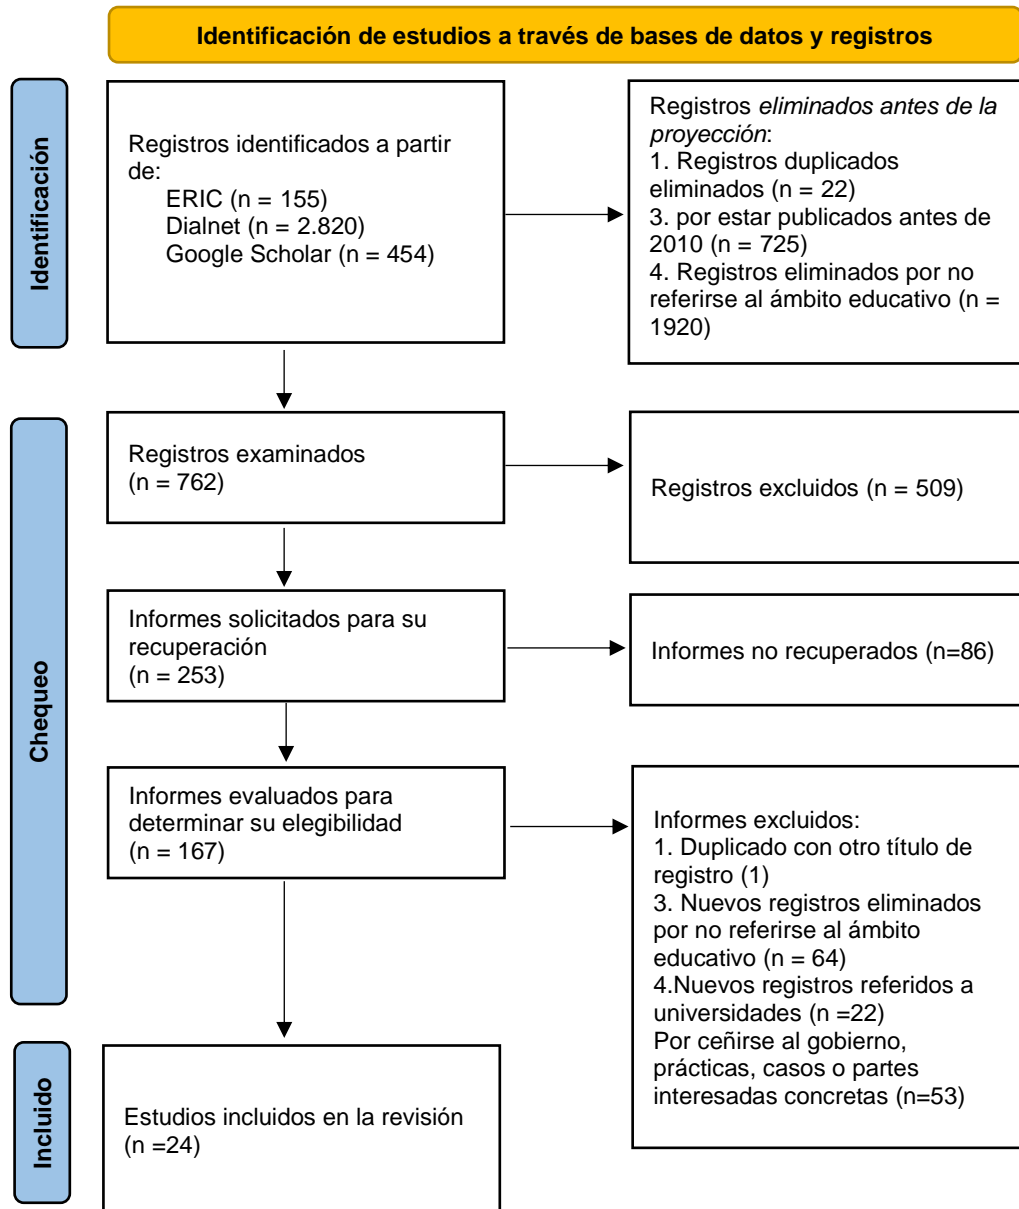 Identificación de estudios a través de bases de datos y registros
Identificación
Registros identificados a partir
de:
ERIC (n = 155)
Dialnet (n = 2.820)
Google Scholar (n = 454)
Registros eliminados antes de la
proyección:
1. Registros duplicados
eliminados (n = 22)
3. por estar publicados antes de
2010 (n = 725)
4. Registros eliminados por no
referirse al ámbito educativo (n =
1920)
Chequeo
Registros examinados
(n = 762)
Registros excluidos (n = 509)
Informes solicitados para su
recuperación
(n = 253)
Informes no recuperados (n=86)
Informes evaluados para
determinar su elegibilidad
(n = 167)
Informes excluidos:
1. Duplicado con otro título de
registro (1)
3. Nuevos registros eliminados
por no referirse al ámbito
educativo (n = 64)
4.Nuevos registros referidos a
universidades (n =22)
Por ceñirse al gobierno,
prácticas, casos o partes
interesadas concretas (n=53)
Incluido
Estudios incluidos en la revisión
(n =24)